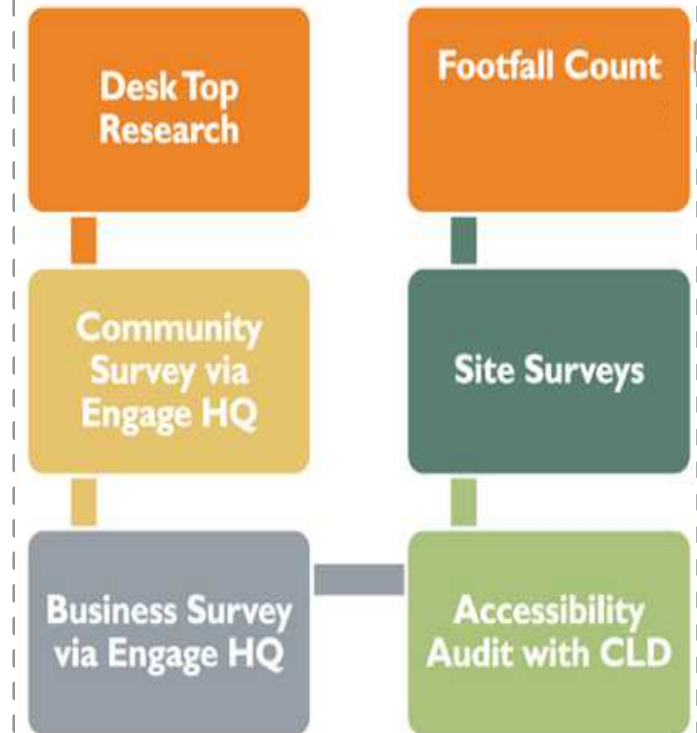 Desk Top
Research
Community
Survey via
Engage HQ
Business Survey
via Engage HQ
Accessibility
Audit with CLD
Site Surveys
Footfall Count